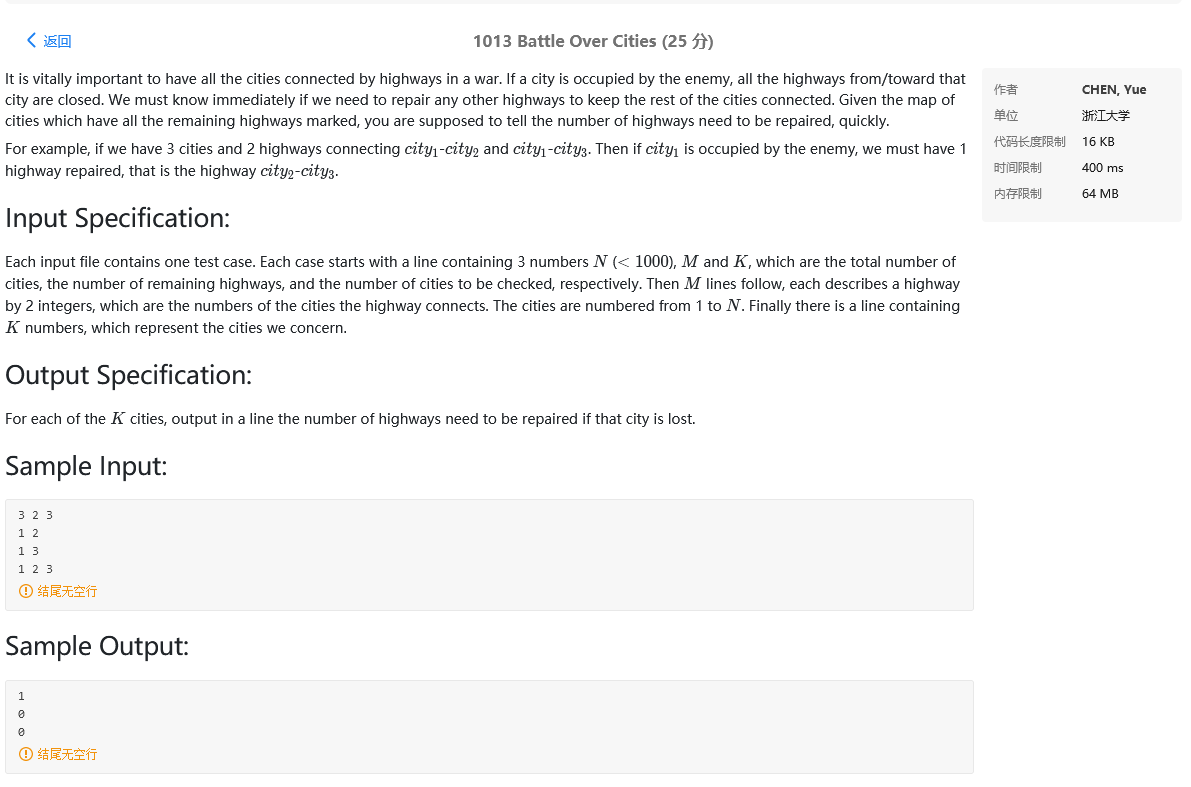 返回
1013 Battle Over Cities (25 分)
It is vitally important to have all the cities connected by highways in a war. If a city is occupied by the enemy, all the highways from/toward that
city are closed. We must know immediately if we need to repair any other highways to keep the rest of the cities connected. Given the map of
cities which have all the remaining highways marked, you are supposed to tell the number of highways need to be repaired, quickly.
For example, if we have 3 cities and 2 highways connecting city₁-city₂ and city₁-city₃. Then if city₁ is occupied by the enemy, we must have 1
highway repaired, that is the highway city₂-city₃.
作者 CHEN, Yue
单位 浙江大学
代码长度限制 16 KB
时间限制 400 ms
内存限制 64 MB
Input Specification:
Each input file contains one test case. Each case starts with a line containing 3 numbers N (< 1000), M and K, which are the total number of
cities, the number of remaining highways, and the number of cities to be checked, respectively. Then M lines follow, each describes a highway
by 2 integers, which are the numbers of the cities the highway connects. The cities are numbered from 1 to N. Finally there is a line containing
K numbers, which represent the cities we concern.
Output Specification:
For each of the K cities, output in a line the number of highways need to be repaired if that city is lost.
Sample Input:
3 2 3
1 2
1 3
1 2 3
结尾无空行
Sample Output:
1
0
0
结尾无空行